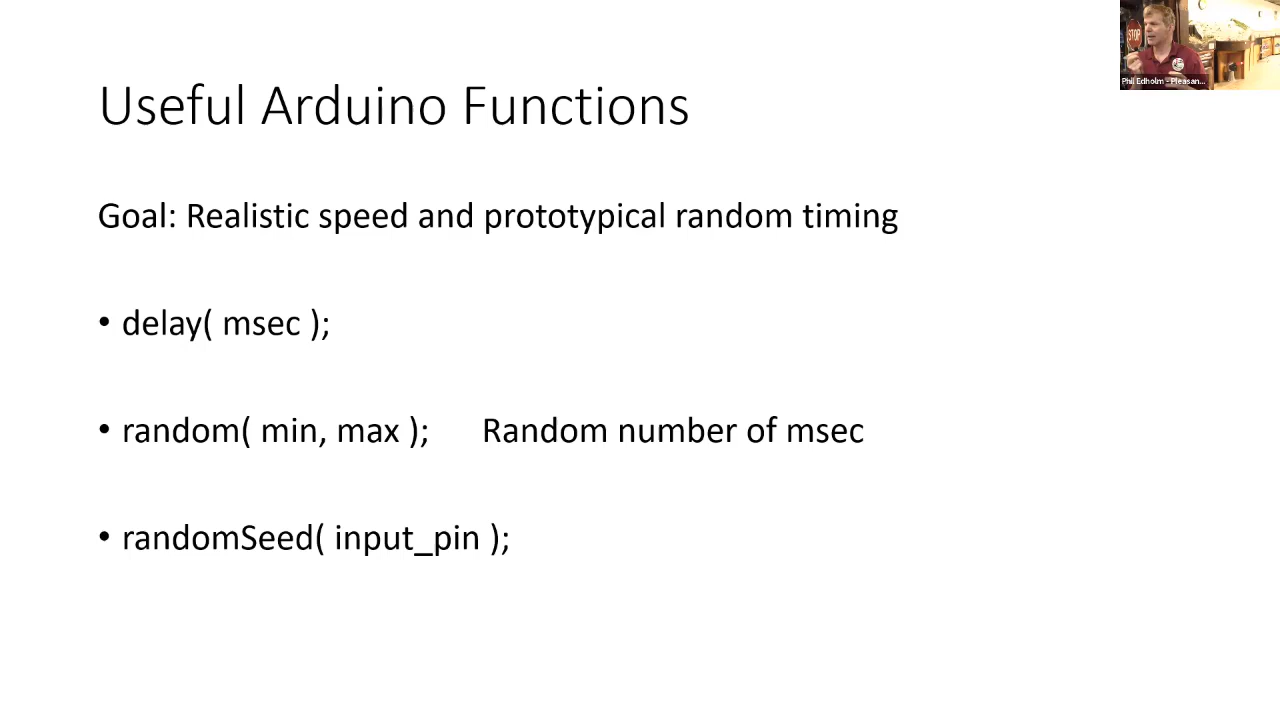 Useful Arduino Functions
Goal: Realistic speed and prototypical random timing
• delay( msec );
• random( min, max ); Random number of msec
• randomSeed( input_pin );
STOP
Phil Edholm - Pleasan...